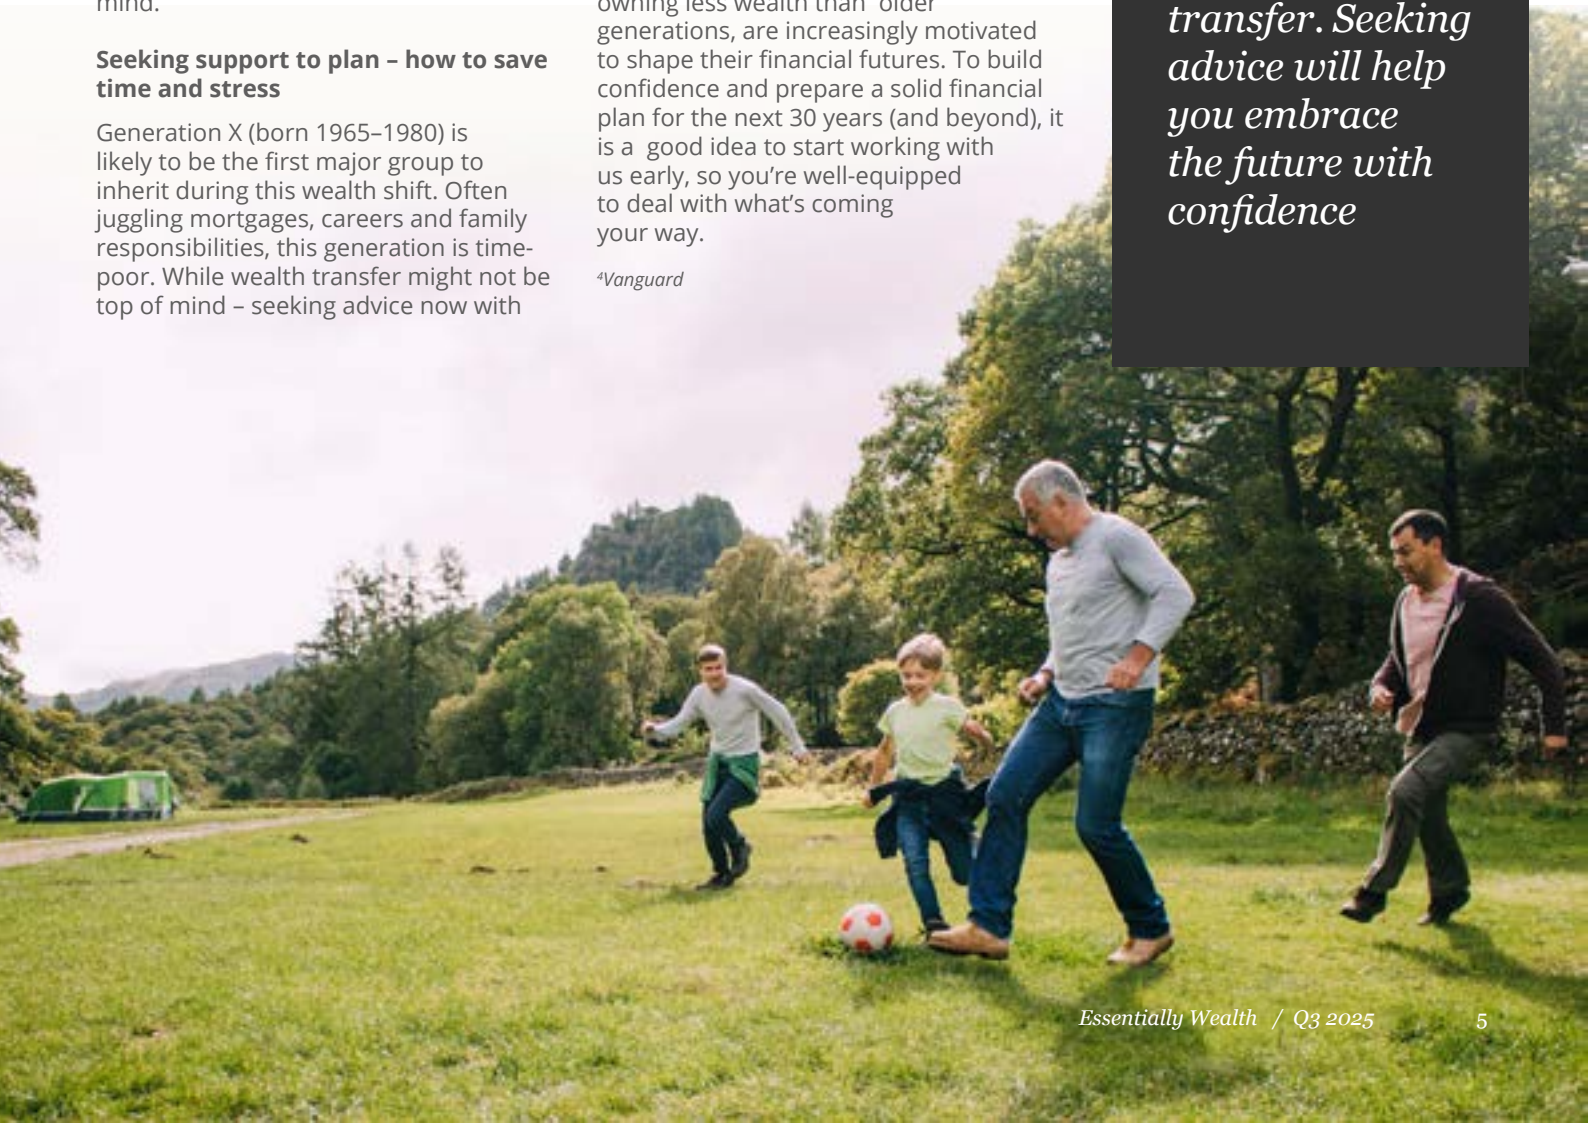 mind.
Seeking support to plan – how to save
time and stress
Generation X (born 1965–1980) is
likely to be the first major group to
inherit during this wealth shift. Often
juggling mortgages, careers and family
responsibilities, this generation is time-
poor. While wealth transfer might not be
top of mind – seeking advice now with
owning less wealth than  older
generations, are increasingly motivated
to shape their financial futures. To build
confidence and prepare a solid financial
plan for the next 30 years (and beyond), it
is a  good idea to start working with
us early, so you’re well-equipped
to deal with what’s coming
your way.
⁴Vanguard
transfer. Seeking
advice will help
you embrace
the future with
confidence
Essentially Wealth / Q3 2025 5